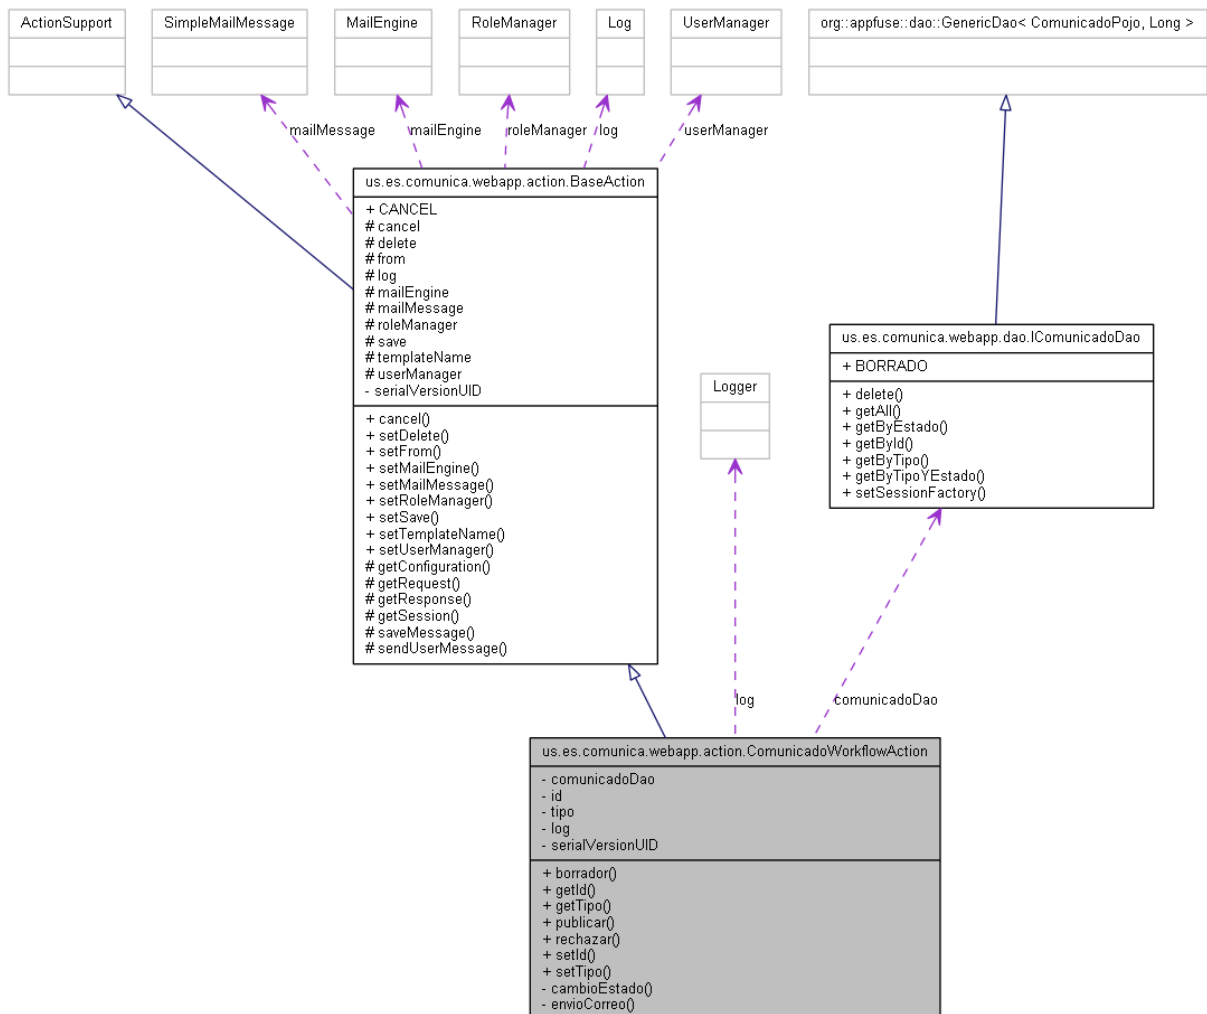 ActionSupport
SimpleMailMessage
MailEngine
RoleManager
Log
UserManager
org::appfuse::dao::GenericDao< ComunicadoPojo, Long >
mailMessage
mailEngine
roleManager
log
userManager
us.es.comunica.webapp.action.BaseAction
+ CANCEL
# cancel
# delete
# from
# log
# mailEngine
# mailMessage
# roleManager
# save
# templateName
# userManager
- serialVersionUID
+ cancel()
+ setDelete()
+ setFrom()
+ setMailEngine()
+ setMailMessage()
+ setRoleManager()
+ setSave()
+ setTemplateName()
+ setUserManager()
# getConfiguration()
# getRequest()
# getResponse()
# getSession()
# saveMessage()
# sendUserMessage()
Logger
us.es.comunica.webapp.dao.IComunicadoDao
+ BORRADO
+ delete()
+ getAll()
+ getByEstado()
+ getById()
+ getByTipo()
+ getByTipoYEstado()
+ setSessionFactory()
log
comunicadoDao
us.es.comunica.webapp.action.ComunicadoWorkflowAction
- comunicadoDao
- id
- tipo
- log
- serialVersionUID
+ borrador()
+ getId()
+ getTipo()
+ publicar()
+ rechazar()
+ setId()
+ setTipo()
- cambioEstado()
- envioCorreo()